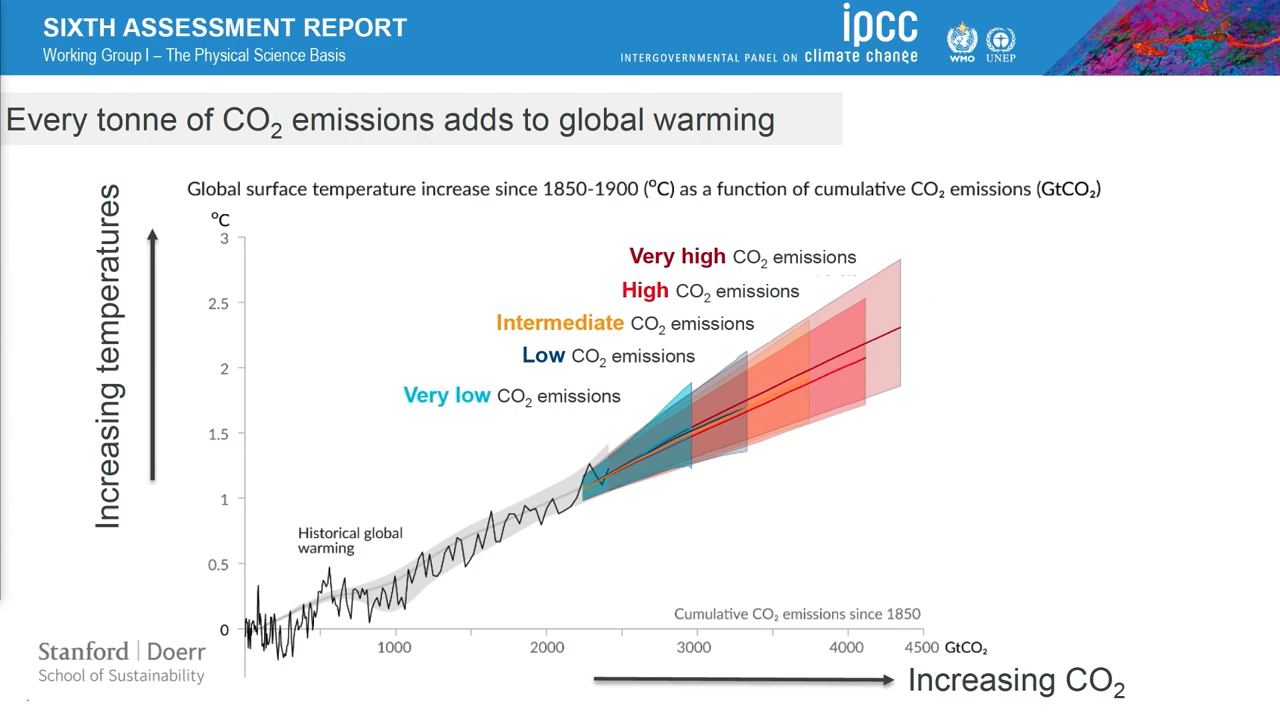 SIXTH ASSESSMENT REPORT
Working Group I – The Physical Science Basis
ipcc
INTERGOVERNMENTAL PANEL ON climate change
WMO
UNEP
Every tonne of CO₂ emissions adds to global warming
Global surface temperature increase since 1850-1900 (⁰C) as a function of cumulative CO₂ emissions (GtCO₂)
Increasing temperatures
⁰C
3
2.5
2
1.5
1
0.5
0
Very high CO₂ emissions
High CO₂ emissions
Intermediate CO₂ emissions
Low CO₂ emissions
Very low CO₂ emissions
Historical global
warming
Cumulative CO₂ emissions since 1850
1000
2000
3000
4000
4500 GtCO₂
Increasing CO₂
Stanford | Doerr
School of Sustainability